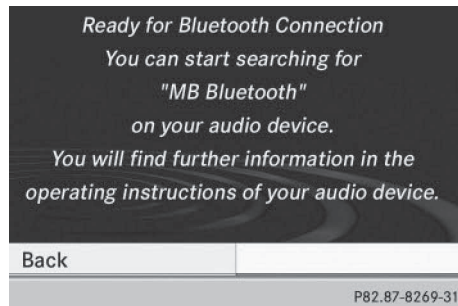 Ready for Bluetooth Connection
You can start searching for
"MB Bluetooth"
on your audio device.
You will find further information in the
operating instructions of your audio device.
Back
P82.87-8269-31